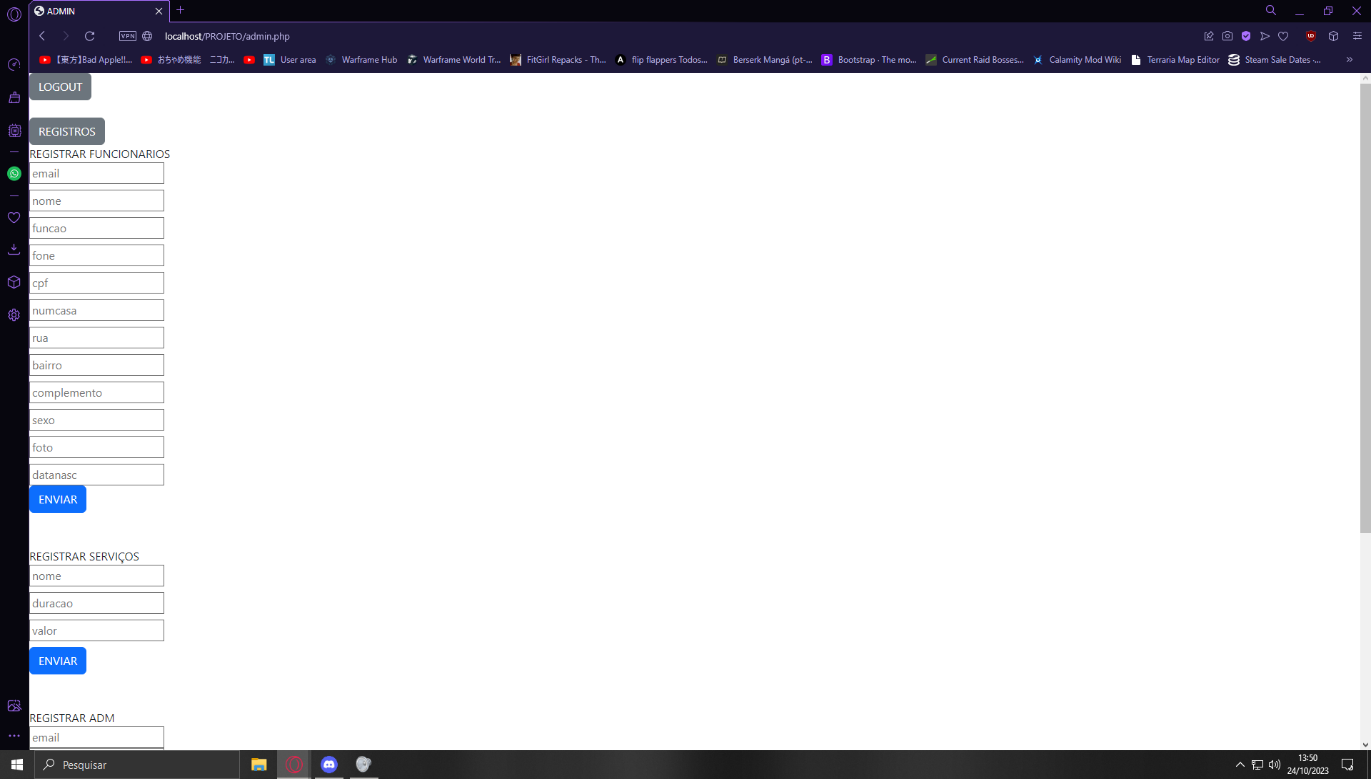 ADMIN
VPN
localhost/PROJETO/admin.php
【東方】Bad Apple!!...
おちゃめ機能 ニコカ...
TL User area
Warframe Hub
Warframe World Tr...
FitGirl Repacks - Th...
A flip flappers Todos...
Berserk Mangá (pt-...
B Bootstrap · The mo...
Current Raid Bosses...
Calamity Mod Wiki
Terraria Map Editor
Steam Sale Dates ·...
»
LOGOUT
REGISTROS
REGISTRAR FUNCIONARIOS
email
nome
funcao
fone
cpf
numcasa
rua
bairro
complemento
sexo
foto
datanasc
ENVIAR
REGISTRAR SERVIÇOS
nome
duracao
valor
ENVIAR
REGISTRAR ADM
email
Pesquisar
13:50
24/10/2023